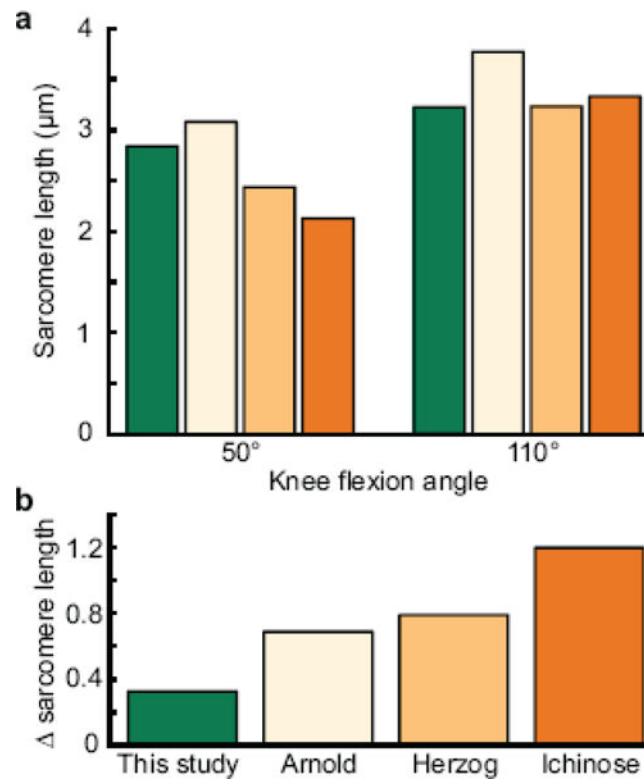 a
Sarcomere length (µm)
4
3
2
1
0
50° 110°
Knee flexion angle
b
Δ sarcomere length
1.2
0.8
0.4
0
This study Arnold Herzog Ichinose